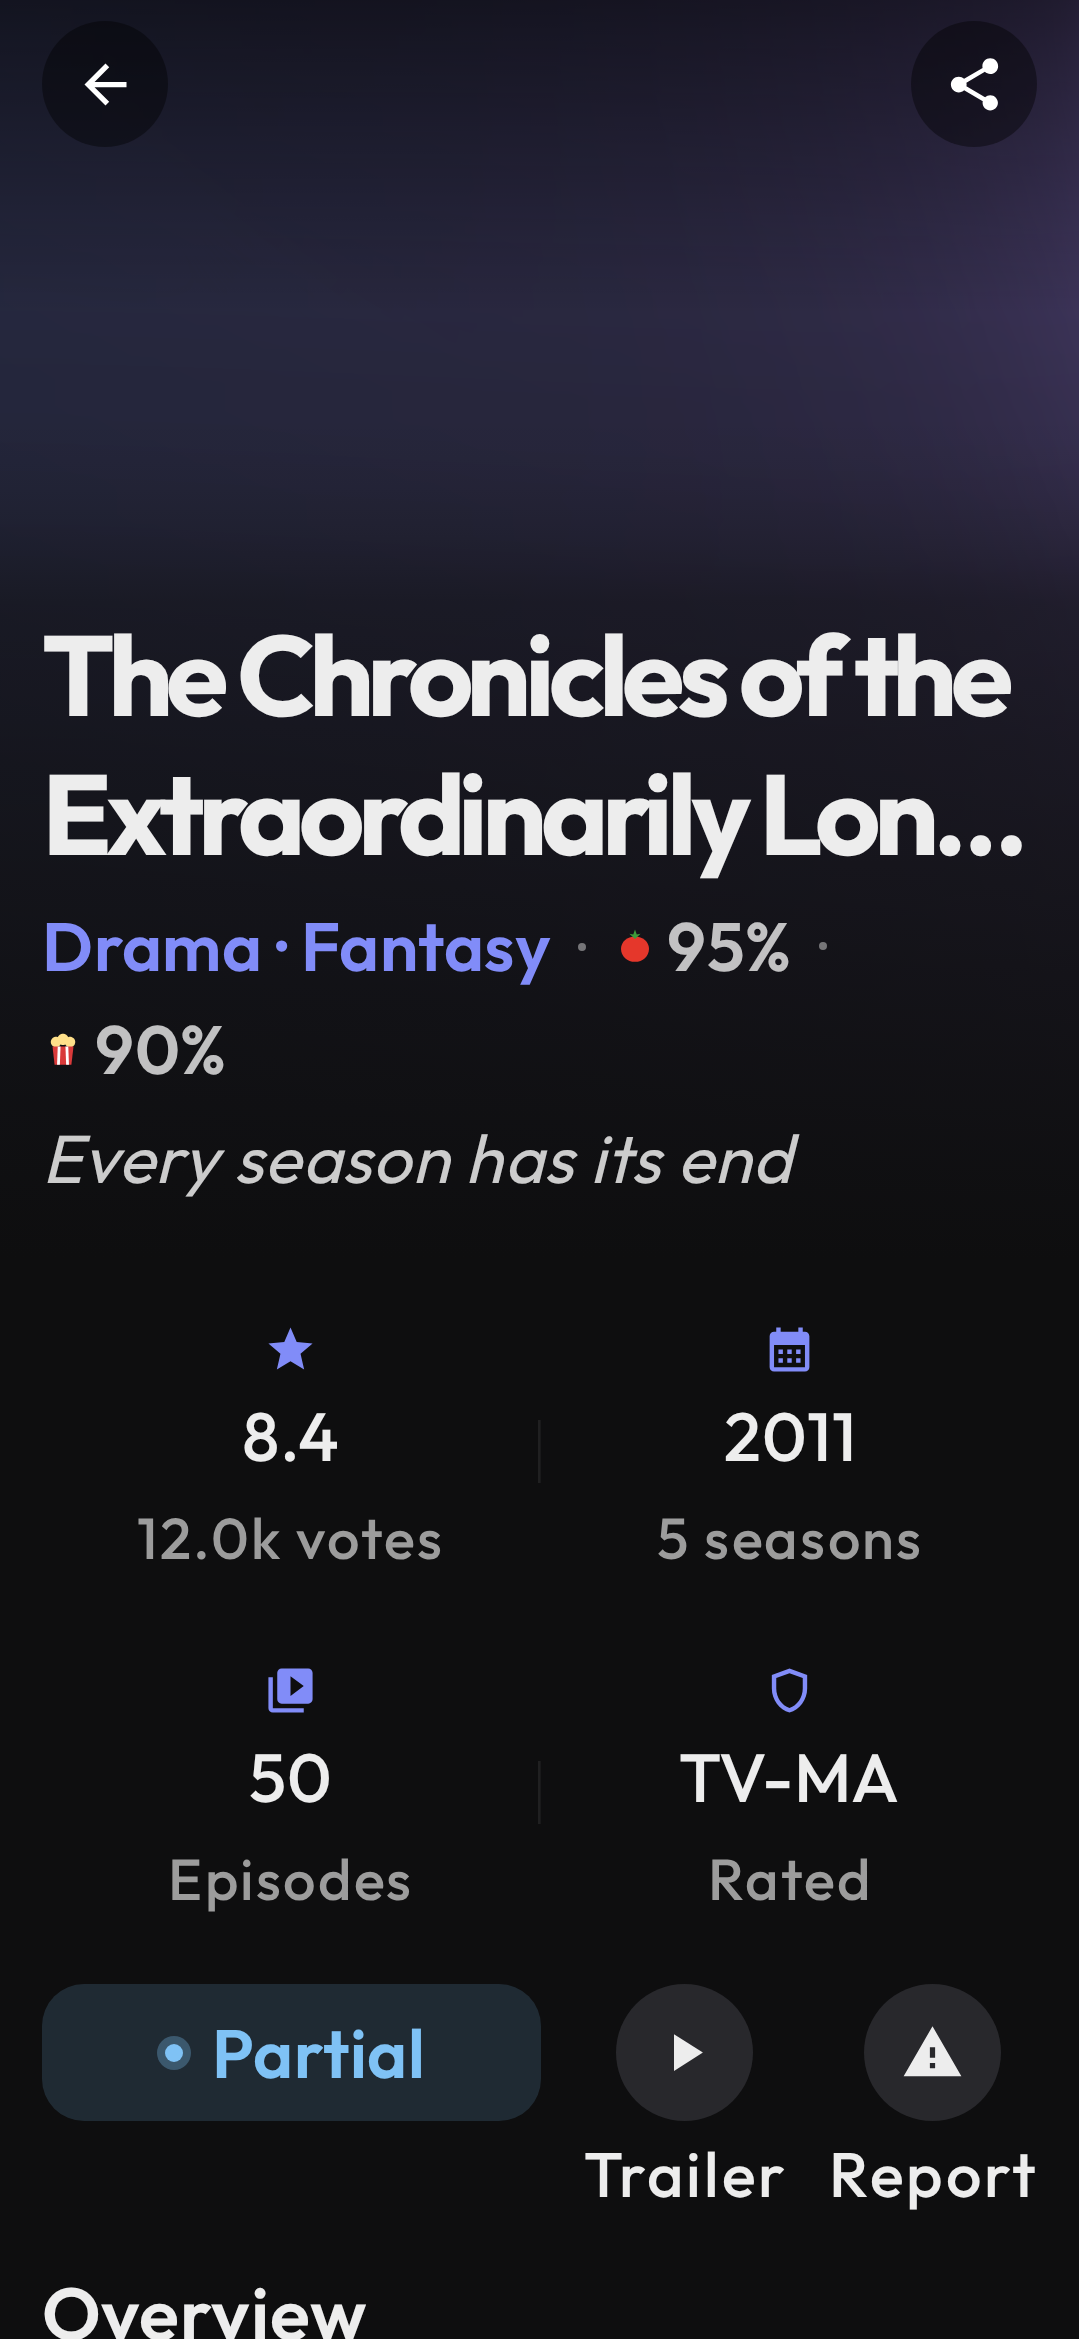 The Chronicles of the
Extraordinarily Lon...
Drama · Fantasy · 95% ·
90%
Every season has its end
8.4
12.0k votes
2011
5 seasons
50
Episodes
TV-MA
Rated
Partial
Trailer
Report
Overview